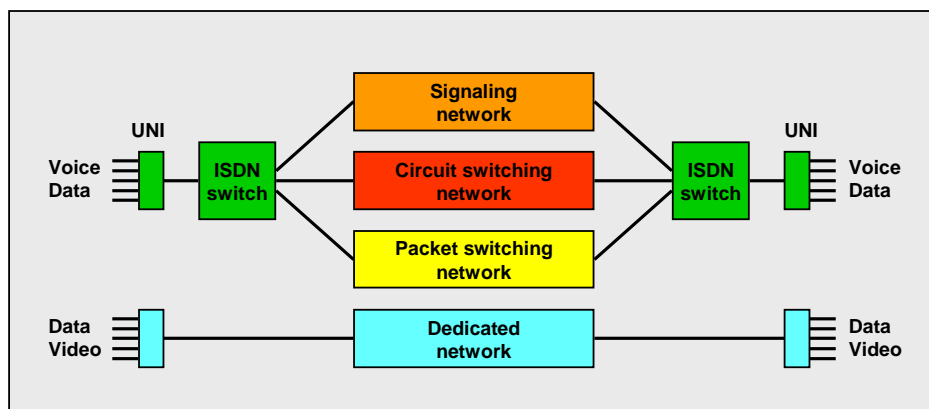 Signaling
network
UNI
UNI
Voice
Data
ISDN
switch
Circuit switching
network
ISDN
switch
Voice
Data
Packet switching
network
Data
Video
Dedicated
network
Data
Video